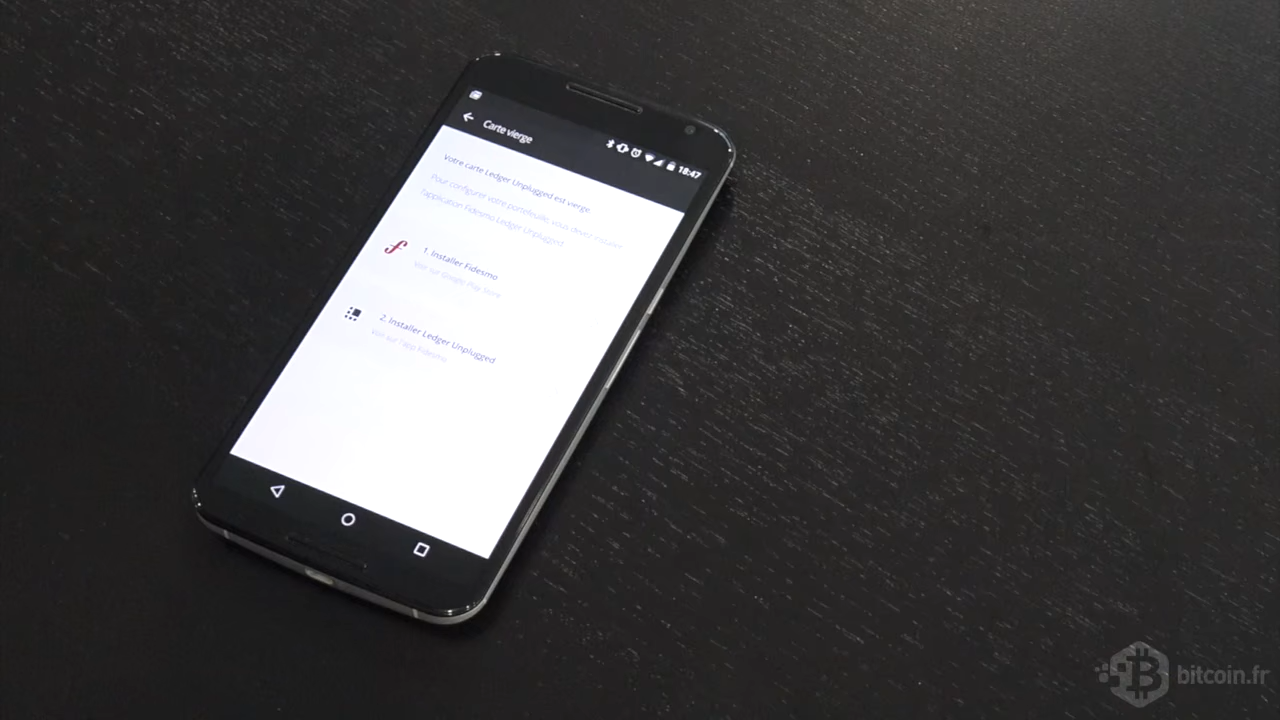 Carte vierge
18:47
Votre carte Ledger Unplugged est vierge.
Pour configurer votre portefeuille, vous devez installer
l'application Fidesmo Ledger Unplugged.
1. Installer Fidesmo
Voir sur Google Play Store
2. Installer Ledger Unplugged
Voir sur l'app Fidesmo
bitcoin.fr